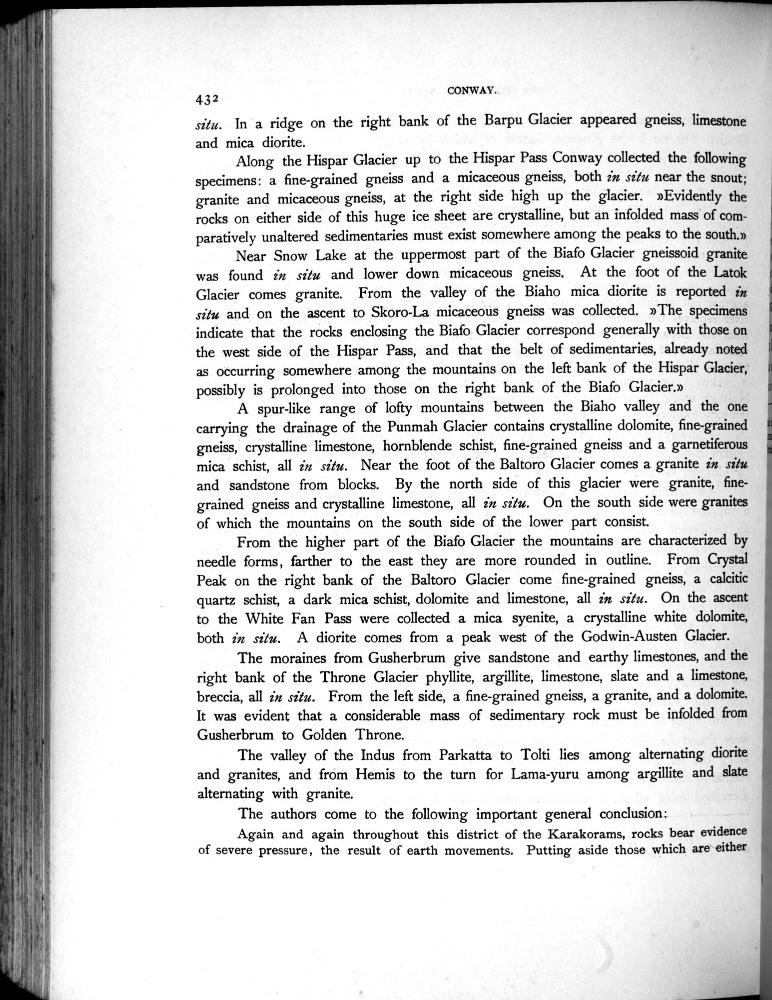 432
CONWAY.
situ. In a ridge on the right bank of the Barpu Glacier appeared gneiss, limestone
and mica diorite.
Along the Hispar Glacier up to the Hispar Pass Conway collected the following
specimens: a fine-grained gneiss and a micaceous gneiss, both in situ near the snout;
granite and micaceous gneiss, at the right side high up the glacier. »Evidently the
rocks on either side of this huge ice sheet are crystalline, but an infolded mass of com-
paratively unaltered sedimentaries must exist somewhere among the peaks to the south.»
Near Snow Lake at the uppermost part of the Biafo Glacier gneissoid granite
was found in situ and lower down micaceous gneiss. At the foot of the Latok
Glacier comes granite. From the valley of the Biaho mica diorite is reported in
situ and on the ascent to Skoro-La micaceous gneiss was collected. »The specimens
indicate that the rocks enclosing the Biafo Glacier correspond generally with those on
the west side of the Hispar Pass, and that the belt of sedimentaries, already noted
as occurring somewhere among the mountains on the left bank of the Hispar Glacier,
possibly is prolonged into those on the right bank of the Biafo Glacier.»
A spur-like range of lofty mountains between the Biaho valley and the one
carrying the drainage of the Punmah Glacier contains crystalline dolomite, fine-grained
gneiss, crystalline limestone, hornblende schist, fine-grained gneiss and a garnetiferous
mica schist, all in situ. Near the foot of the Baltoro Glacier comes a granite in situ
and sandstone from blocks. By the north side of this glacier were granite, fine-
grained gneiss and crystalline limestone, all in situ. On the south side were granites
of which the mountains on the south side of the lower part consist.
From the higher part of the Biafo Glacier the mountains are characterized by
needle forms, farther to the east they are more rounded in outline. From Crystal
Peak on the right bank of the Baltoro Glacier come fine-grained gneiss, a calcitic
quartz schist, a dark mica schist, dolomite and limestone, all in situ. On the ascent
to the White Fan Pass were collected a mica syenite, a crystalline white dolomite,
both in situ. A diorite comes from a peak west of the Godwin-Austen Glacier.
The moraines from Gusherbrum give sandstone and earthy limestones, and the
right bank of the Throne Glacier phyllite, argillite, limestone, slate and a limestone,
breccia, all in situ. From the left side, a fine-grained gneiss, a granite, and a dolomite.
It was evident that a considerable mass of sedimentary rock must be infolded from
Gusherbrum to Golden Throne.
The valley of the Indus from Parkatta to Tolti lies among alternating diorite
and granites, and from Hemis to the turn for Lama-yuru among argillite and slate
alternating with granite.
The authors come to the following important general conclusion:
Again and again throughout this district of the Karakorams, rocks bear evidence
of severe pressure, the result of earth movements. Putting aside those which are either